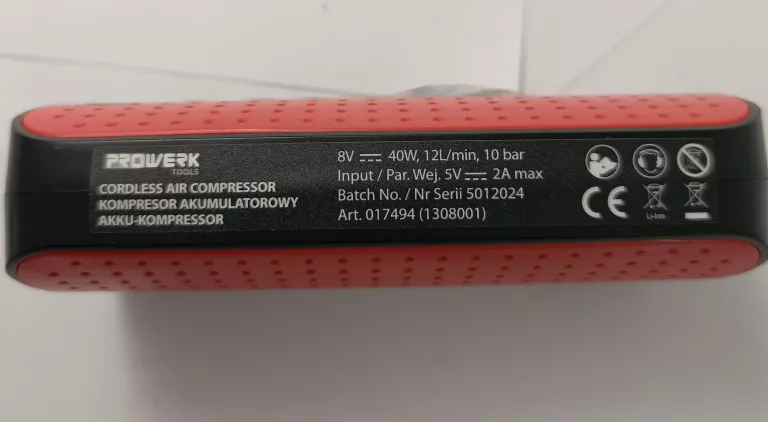 PROWERK
TOOLS
CORDLESS AIR COMPRESSOR
KOMPRESOR AKUMULATOROWY
AKKU-KOMPRESSOR
8V ⎓ 40W, 12L/min, 10 bar
Input / Par. Wej. 5V ⎓ 2A max
Batch No. / Nr Serii 5012024
Art. 017494 (1308001)
CE
Li-Ion